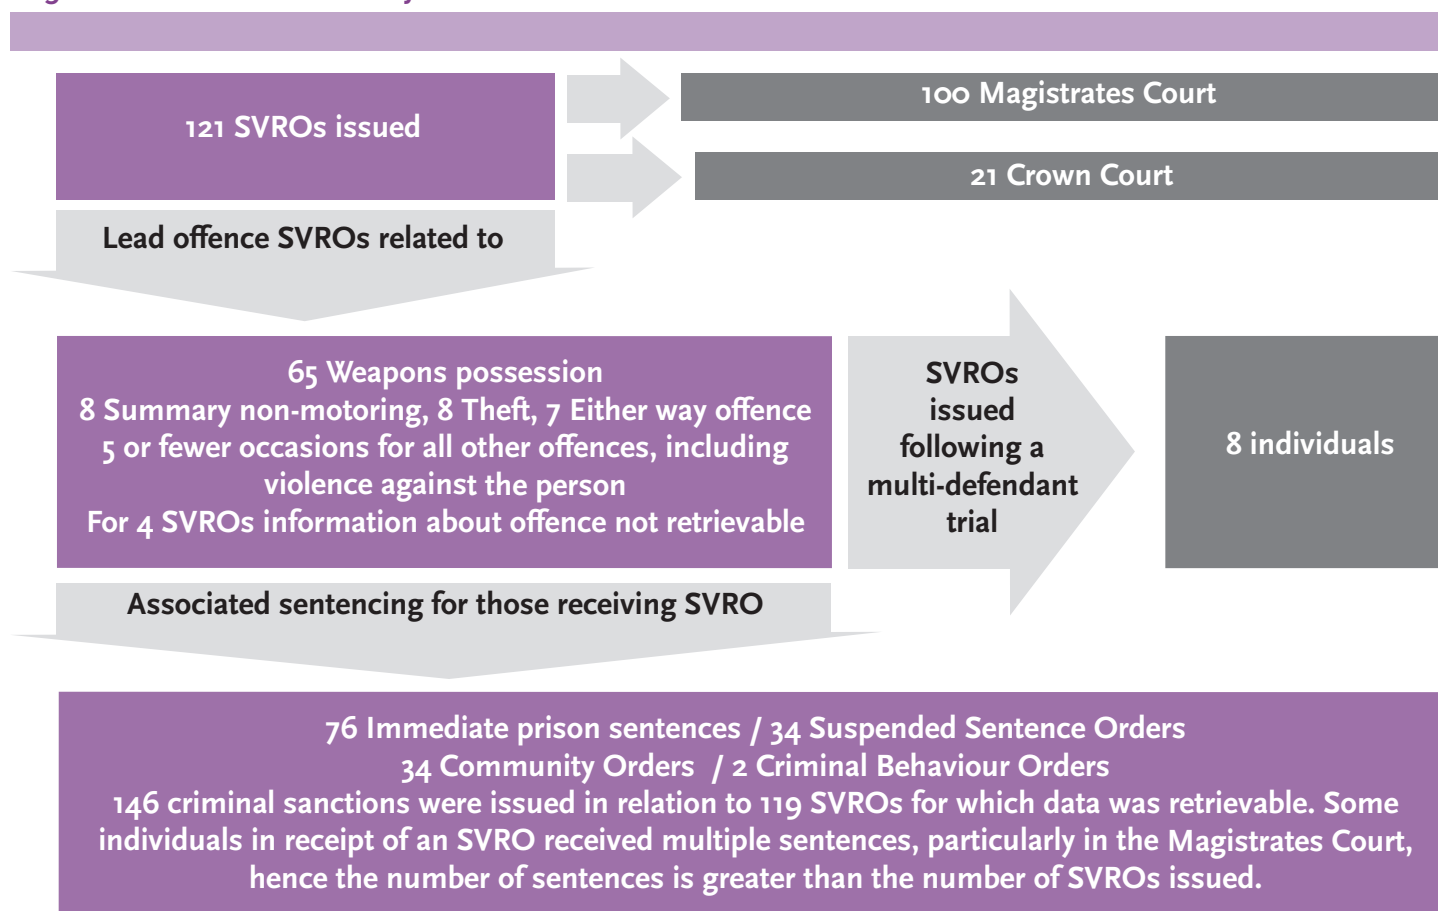 121 SVROs issued
100 Magistrates Court
21 Crown Court
Lead offence SVROs related to
65 Weapons possession
8 Summary non-motoring, 8 Theft, 7 Either way offence
5 or fewer occasions for all other offences, including
violence against the person
For 4 SVROs information about offence not retrievable
SVROs
issued
following a
multi-defendant
trial
8 individuals
Associated sentencing for those receiving SVRO
76 Immediate prison sentences / 34 Suspended Sentence Orders
34 Community Orders / 2 Criminal Behaviour Orders
146 criminal sanctions were issued in relation to 119 SVROs for which data was retrievable. Some
individuals in receipt of an SVRO received multiple sentences, particularly in the Magistrates Court,
hence the number of sentences is greater than the number of SVROs issued.